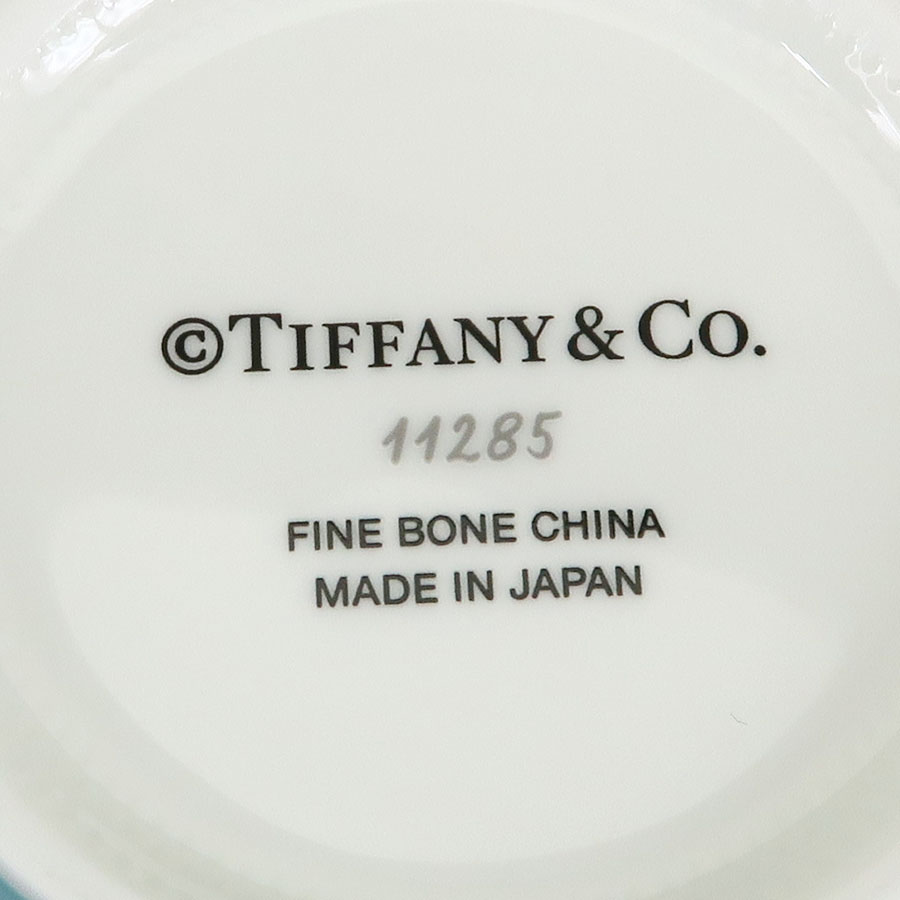 ©TIFFANY & CO.
11285
FINE BONE CHINA
MADE IN JAPAN